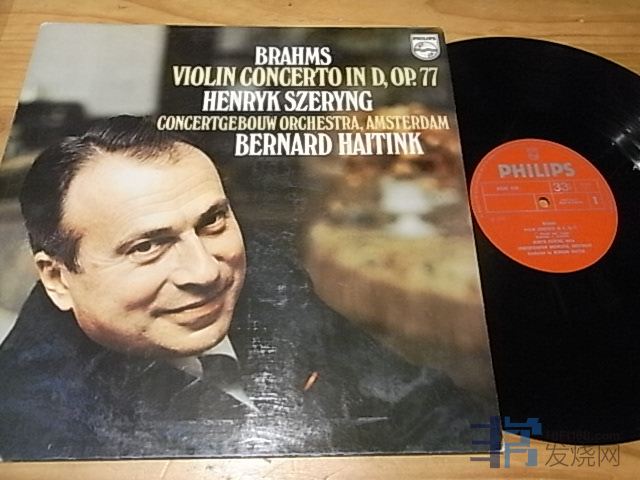 PHILIPS
BRAHMS
VIOLIN CONCERTO IN D, OP. 77
HENRYK SZERYNG
CONCERTGEBOUW ORCHESTRA, AMSTERDAM
BERNARD HAITINK
PHILIPS
33
1
发烧网